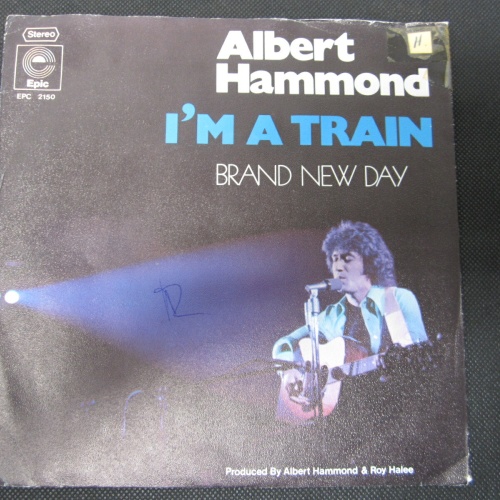 Stereo
Epic
EPC 2150
Albert
Hammond
I'M A TRAIN
BRAND NEW DAY
Produced By Albert Hammond & Roy Halee